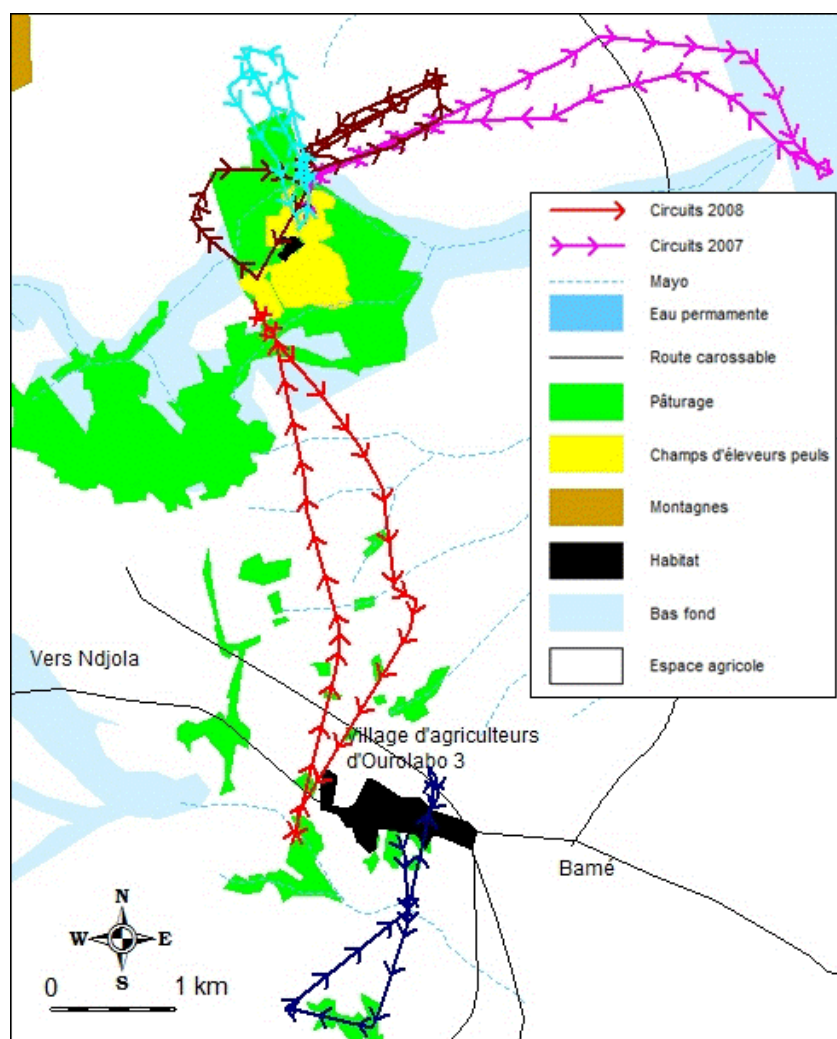 Circuits 2008
Circuits 2007
Mayo
Eau permamente
Route carossable
Pâturage
Champs d'éleveurs peuls
Montagnes
Habitat
Bas fond
Espace agricole
Vers Ndjola
Village d'agriculteurs
d'Ourolabo 3
Bamé
N
W E
S
0 1 km